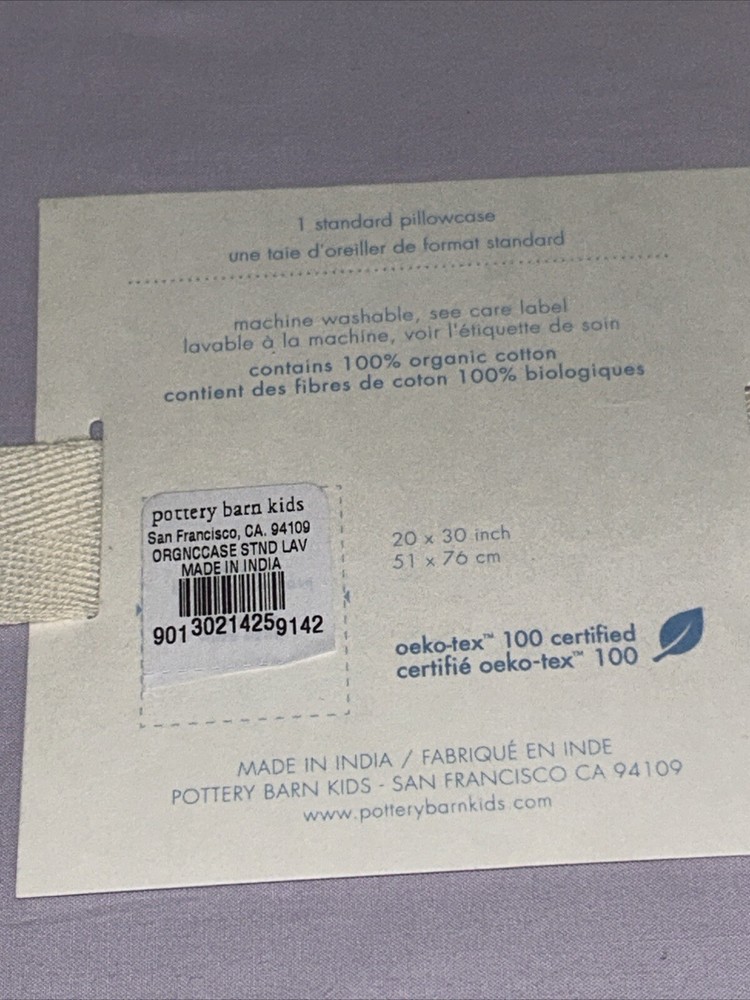 1 standard pillowcase
une taie d'oreiller de format standard
machine washable, see care label
lavable à la machine, voir l'étiquette de soin
contains 100% organic cotton
contient des fibres de coton 100% biologiques
pottery barn kids
San Francisco, CA. 94109
ORGNCCASE STND LAV
MADE IN INDIA
90130214259142
20 x 30 inch
51 x 76 cm
oeko-tex™ 100 certified
certifié oeko-tex™ 100
MADE IN INDIA / FABRIQUÉ EN INDE
POTTERY BARN KIDS - SAN FRANCISCO CA 94109
www.potterybarnkids.com